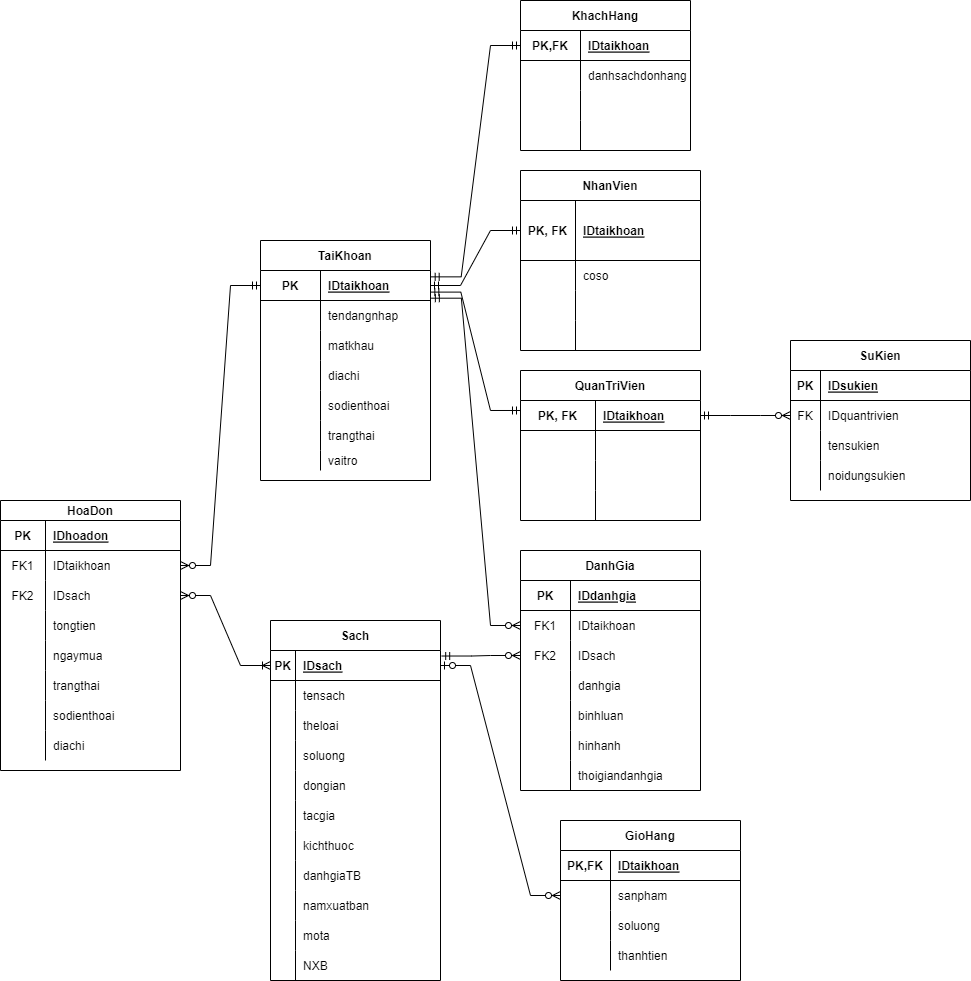 KhachHang
PK,FK IDtaikhoan
danhsachdonhang
NhanVien
PK, FK IDtaikhoan
coso
TaiKhoan
PK IDtaikhoan
tendangnhap
matkhau
diachi
sodienthoai
trangthai
vaitro
QuanTriVien
PK, FK IDtaikhoan
SuKien
PK IDsukien
FK IDquantrivien
tensukien
noidungsukien
HoaDon
PK IDhoadon
FK1 IDtaikhoan
FK2 IDsach
tongtien
ngaymua
trangthai
sodienthoai
diachi
Sach
PK IDsach
tensach
theloai
soluong
dongian
tacgia
kichthuoc
danhgiaTB
namxuatban
mota
NXB
DanhGia
PK IDdanhgia
FK1 IDtaikhoan
FK2 IDsach
danhgia
binhluan
hinhanh
thoigiandanhgia
GioHang
PK,FK IDtaikhoan
sanpham
soluong
thanhtien